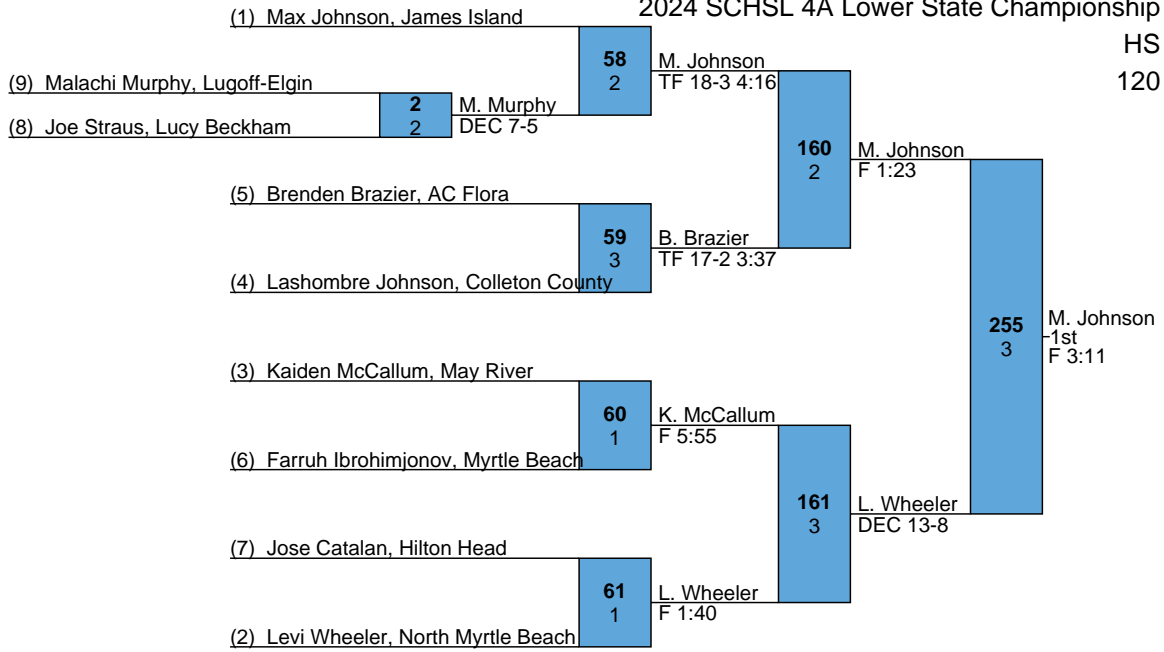 2024 SCHSL 4A Lower State Championship
HS
120
(1) Max Johnson, James Island
58
2
M. Johnson
TF 18-3 4:16
(9) Malachi Murphy, Lugoff-Elgin
2
2
M. Murphy
DEC 7-5
(8) Joe Straus, Lucy Beckham
160
2
M. Johnson
F 1:23
(5) Brenden Brazier, AC Flora
59
3
B. Brazier
TF 17-2 3:37
(4) Lashombre Johnson, Colleton County
255
3
M. Johnson
1st
F 3:11
(3) Kaiden McCallum, May River
60
1
K. McCallum
F 5:55
(6) Farruh Ibrohimjonov, Myrtle Beach
161
3
L. Wheeler
DEC 13-8
(7) Jose Catalan, Hilton Head
61
1
L. Wheeler
F 1:40
(2) Levi Wheeler, North Myrtle Beach